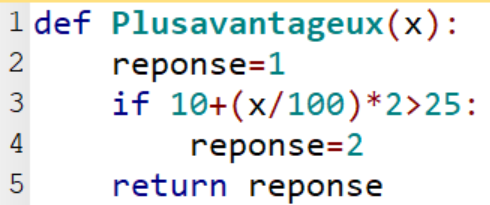 1 def Plusavantageux(x):
2     reponse=1
3     if 10+(x/100)*2>25:
4         reponse=2
5     return reponse